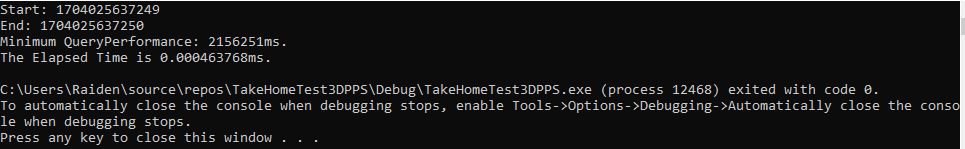 Start: 1704025637249
End: 1704025637250
Minimum QueryPerformance: 2156251ms.
The Elapsed Time is 0.000463768ms.
C:\Users\Raiden\source\repos\TakeHomeTest3DPPS\Debug\TakeHomeTest3DPPS.exe (process 12468) exited with code 0.
To automatically close the console when debugging stops, enable Tools->Options->Debugging->Automatically close the conso
le when debugging stops.
Press any key to close this window . . .